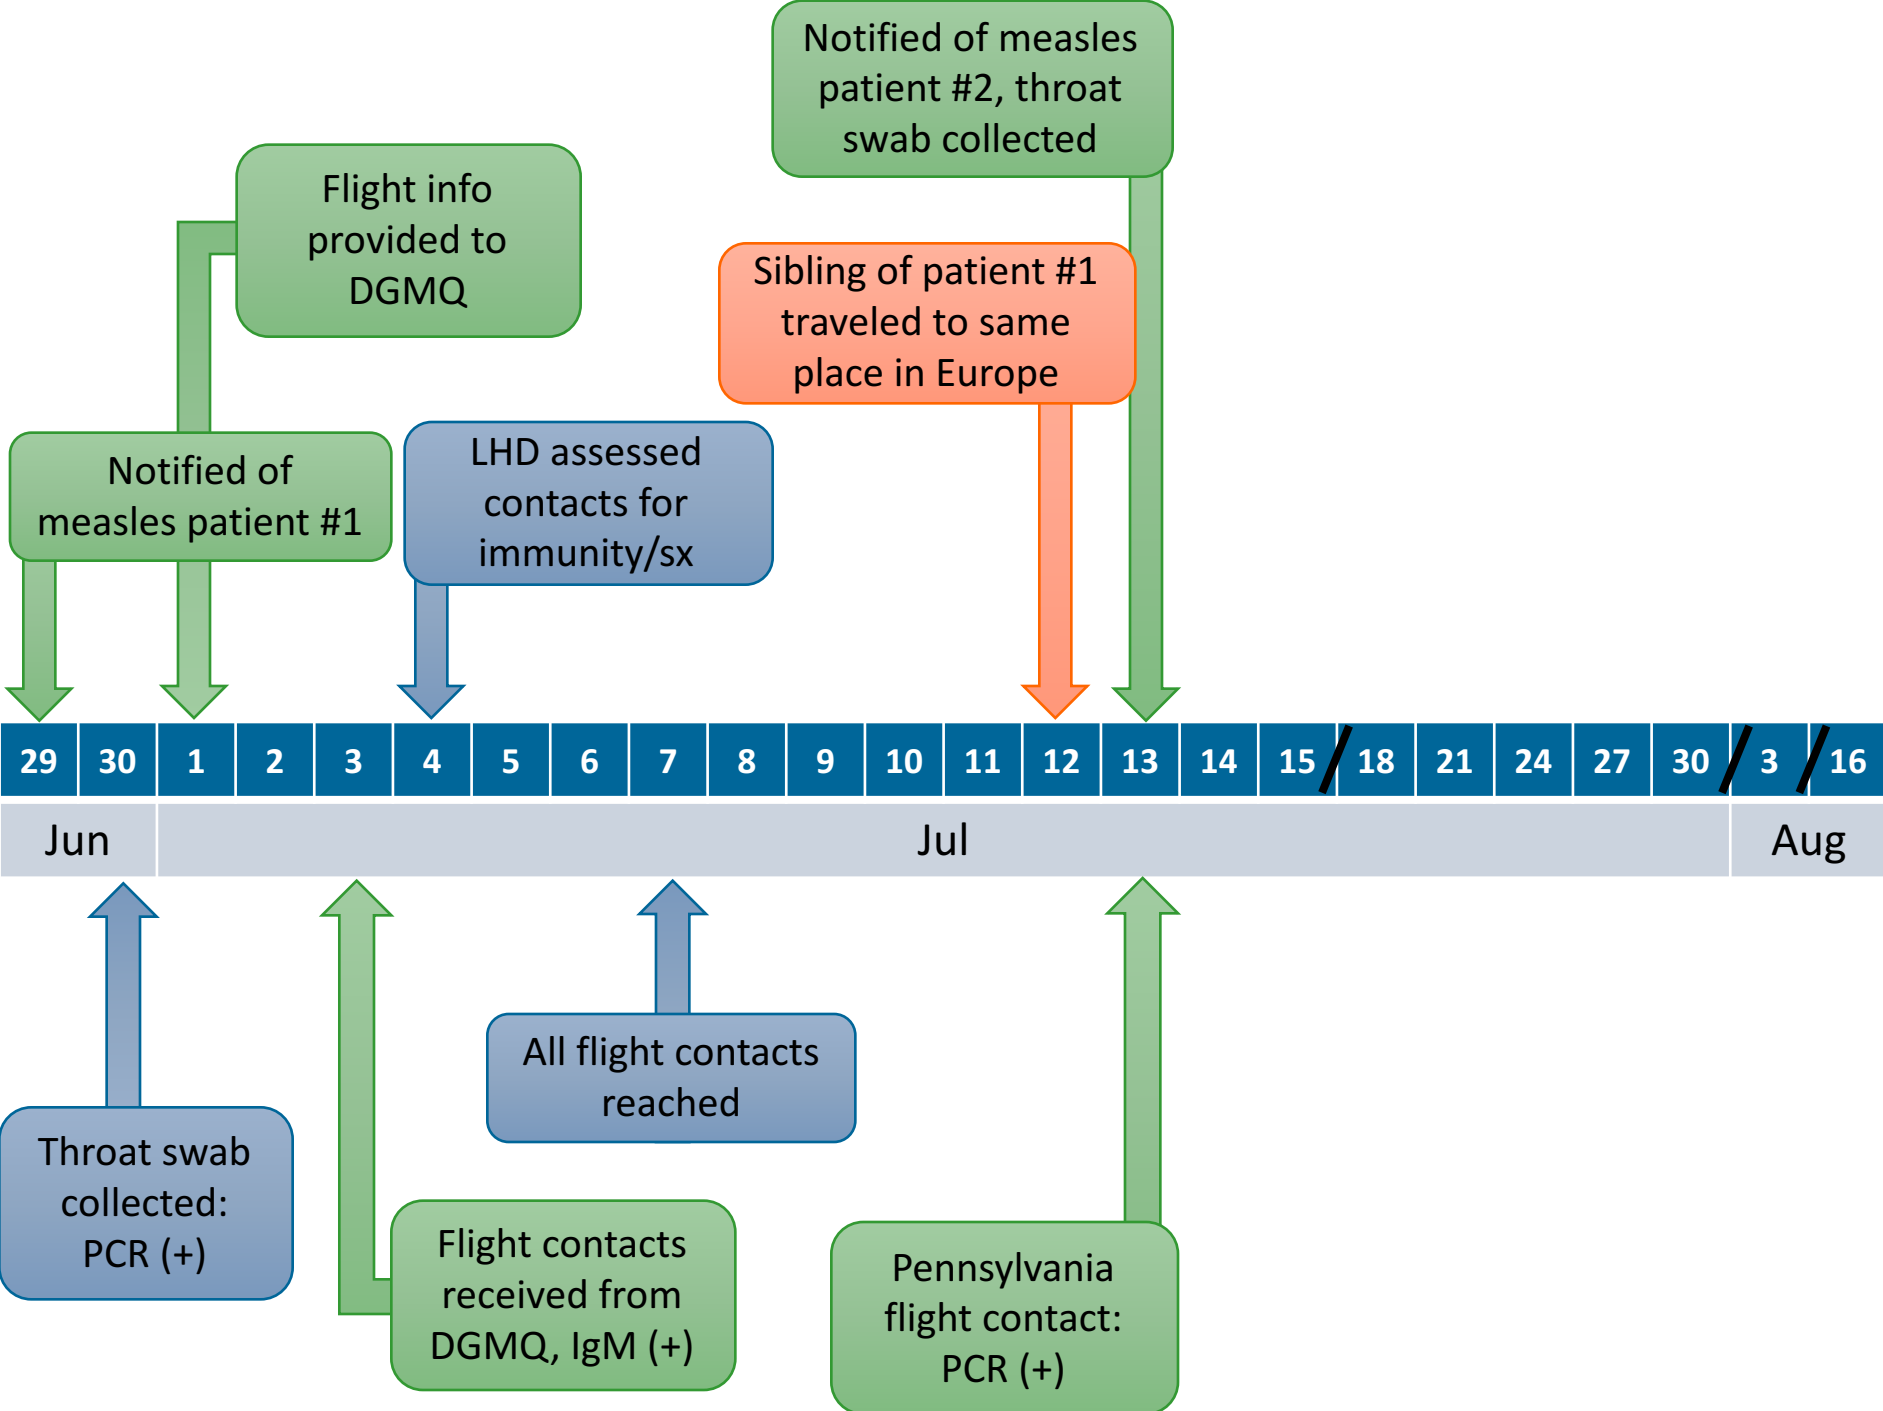 Notified of measles
patient #2, throat
swab collected
Flight info
provided to
DGMQ
Sibling of patient #1
traveled to same
place in Europe
Notified of
measles patient #1
LHD assessed
contacts for
immunity/sx
29 30 1 2 3 4 5 6 7 8 9 10 11 12 13 14 15 18 21 24 27 30 3 16
Jun Jul Aug
All flight contacts
reached
Throat swab
collected:
PCR (+)
Flight contacts
received from
DGMQ, IgM (+)
Pennsylvania
flight contact:
PCR (+)